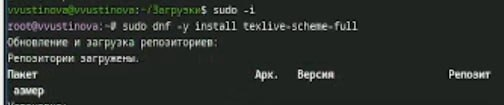 vvustinova@vvustinova:~/Загрузки$ sudo -i
root@vvustinova:~# sudo dnf -y install texlive-scheme-full
Обновление и загрузка репозиториев:
Репозитории загружены.
Пакет Арх. Версия Репозит
азмер